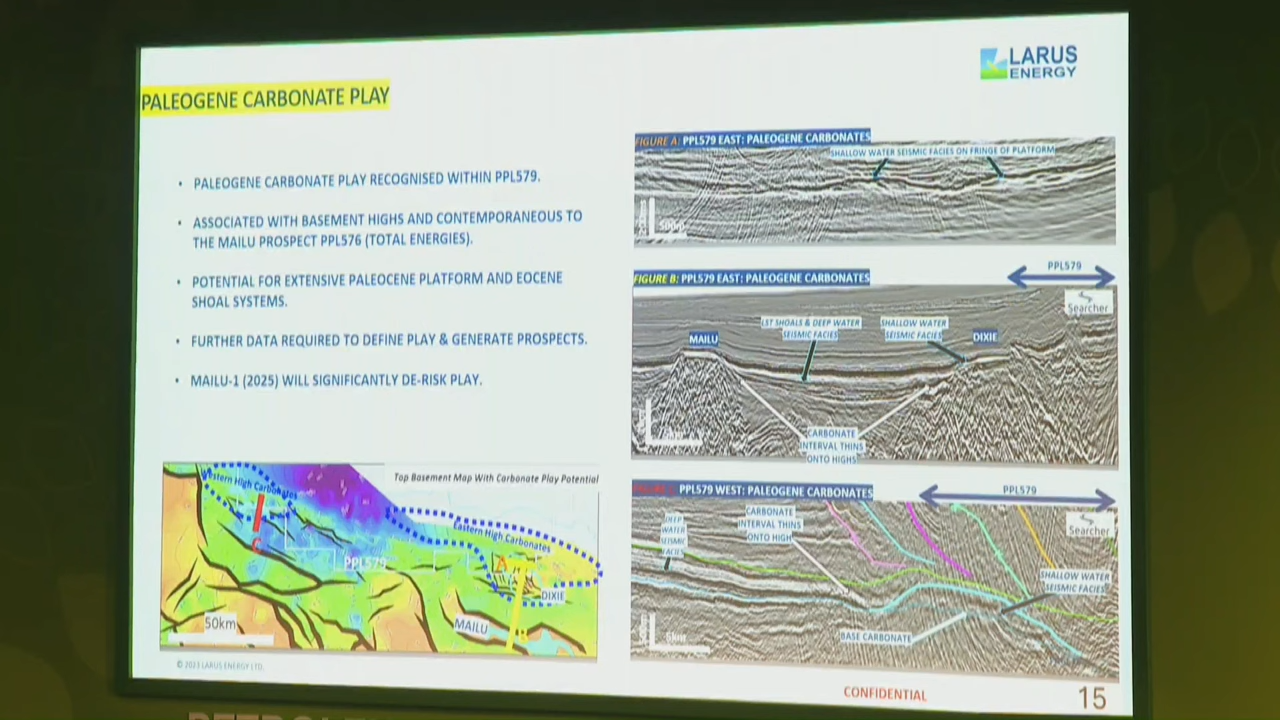 LARUS
ENERGY
PALEOGENE CARBONATE PLAY
• PALEOGENE CARBONATE PLAY RECOGNISED WITHIN PPL579.
• ASSOCIATED WITH BASEMENT HIGHS AND CONTEMPORANEOUS TO
THE MAILU PROSPECT PPL576 (TOTAL ENERGIES).
• POTENTIAL FOR EXTENSIVE PALEOCENE PLATFORM AND EOCENE
SHOAL SYSTEMS.
• FURTHER DATA REQUIRED TO DEFINE PLAY & GENERATE PROSPECTS.
• MAILU-1 (2025) WILL SIGNIFICANTLY DE-RISK PLAY.
Top Basement Map With Carbonate Play Potential
Western High Carbonates
Eastern High Carbonates
C
PPL579
A
DIXIE
MAILU
B
50km
FIGURE A: PPL579 EAST: PALEOGENE CARBONATES
SHALLOW WATER SEISMIC FACIES ON FRINGE OF PLATFORM
FIGURE B: PPL579 EAST: PALEOGENE CARBONATES
PPL579
Searcher
MAILU
LST SHOALS & DEEP WATER
SEISMIC FACIES
SHALLOW WATER
SEISMIC FACIES
DIXIE
CARBONATE
INTERVAL THINS
ONTO HIGHS
PPL579 WEST: PALEOGENE CARBONATES
PPL579
Searcher
DEEP
WATER
SEISMIC
FACIES
CARBONATE
INTERVAL THINS
ONTO HIGH
SHALLOW WATER
SEISMIC FACIES
BASE CARBONATE
5km
© 2023 LARUS ENERGY LTD.
CONFIDENTIAL
15